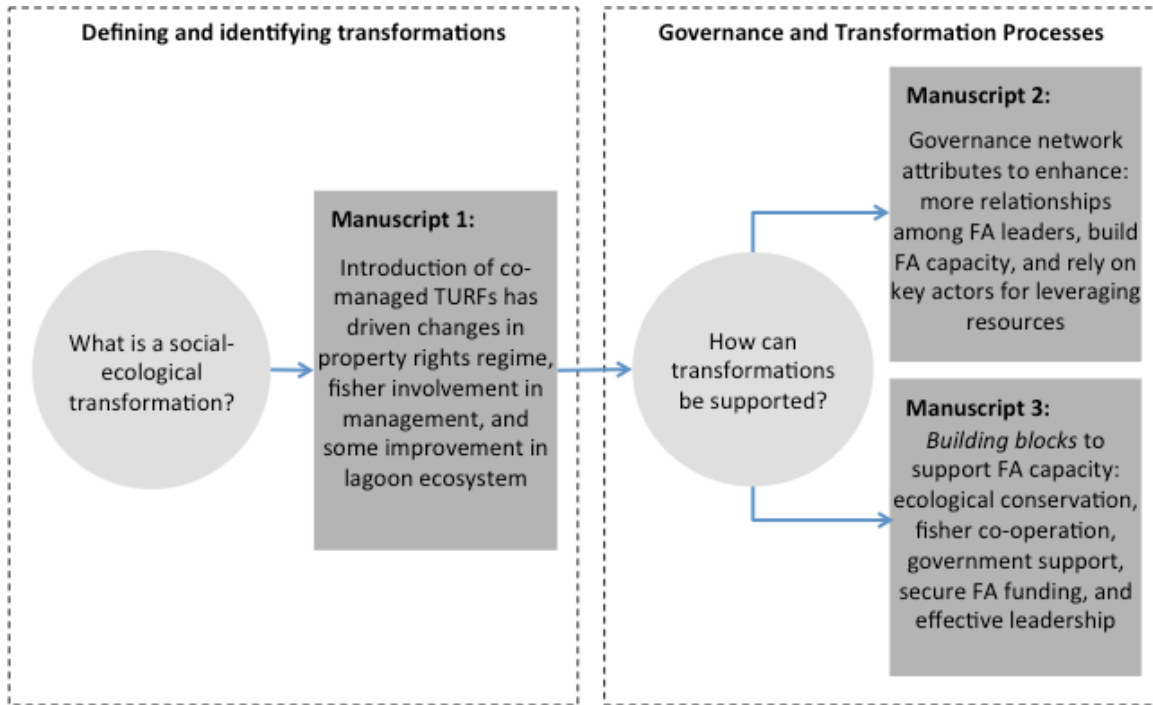 Defining and identifying transformations
What is a social-
ecological
transformation?
Manuscript 1:
Introduction of co-
managed TURFs has
driven changes in
property rights regime,
fisher involvement in
management, and
some improvement in
lagoon ecosystem
Governance and Transformation Processes
How can
transformations
be supported?
Manuscript 2:
Governance network
attributes to enhance:
more relationships
among FA leaders, build
FA capacity, and rely on
key actors for leveraging
resources
Manuscript 3:
Building blocks to
support FA capacity:
ecological conservation,
fisher co-operation,
government support,
secure FA funding, and
effective leadership